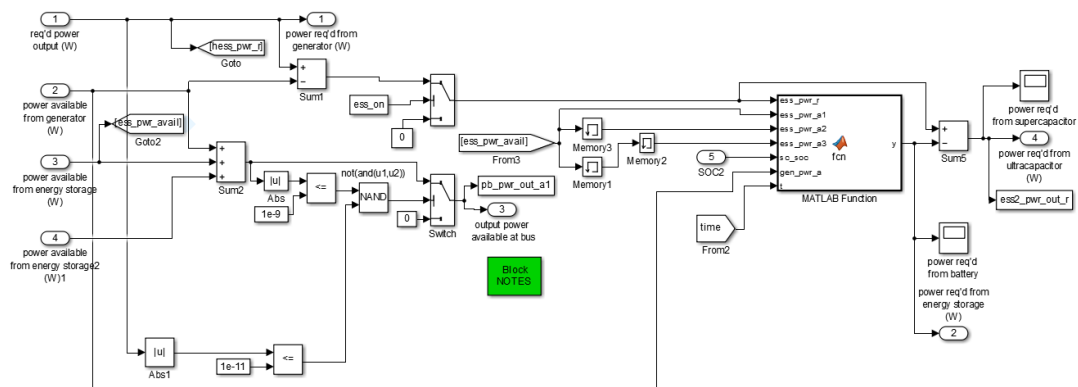 1
req'd power
output (W)
[hess_pwr_r]
Goto
1
power req'd from
generator (W)
+
−
Sum1
2
power available
from generator
(W)
[ess_pwr_avail]
Goto2
ess_on
0
3
power available
from energy storage
(W)
+
+
+
Sum2
|u|
Abs
<=
1e-9
not(and(u1,u2))
NAND
0
Switch
pb_pwr_out_a1
3
output power
available at bus
4
power available
from energy storage2
(W)1
Block
NOTES
|u|
Abs1
1e-11
<=
[ess_pwr_avail]
From3
Memory3
Memory1
Memory2
5
SOC2
time
From2
ess_pwr_r
ess_pwr_a1
ess_pwr_a2
ess_pwr_a3
sc_soc
gen_pwr_a
t
fcn
y
MATLAB Function
+
−
Sum5
power req'd
from supercapacitor
4
power req'd from
ultracapacitor
(W)
ess2_pwr_out_r
power req'd
from battery
power req'd from
energy storage
(W)
2